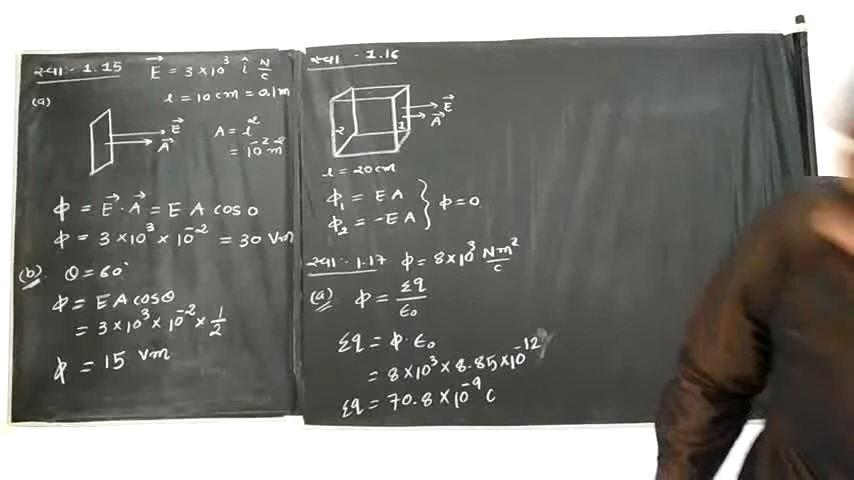 स्वा :- 1.15 E⃗ = 3 × 10³ î N/C
(a) l = 10 cm = 0.1 m
E⃗
A⃗
A = l²
= 10⁻² m²
ϕ = E⃗ · A⃗ = E A cos 0
ϕ = 3 × 10³ × 10⁻² = 30 Vm
(b) θ = 60°
ϕ = E A cos θ
= 3 × 10³ × 10⁻² × 1/2
ϕ = 15 Vm
स्वा :- 1.16
2 1 E⃗
A⃗
l = 20 cm
ϕ₁ = E A
ϕ₂ = - E A } ϕ = 0
स्वा :- 1.17 ϕ = 8 × 10³ Nm²/C
(a) ϕ = Σq/ε₀
Σq = ϕ · ε₀
= 8 × 10³ × 8.85 × 10⁻¹²
Σq = 70.8 × 10⁻⁹ C